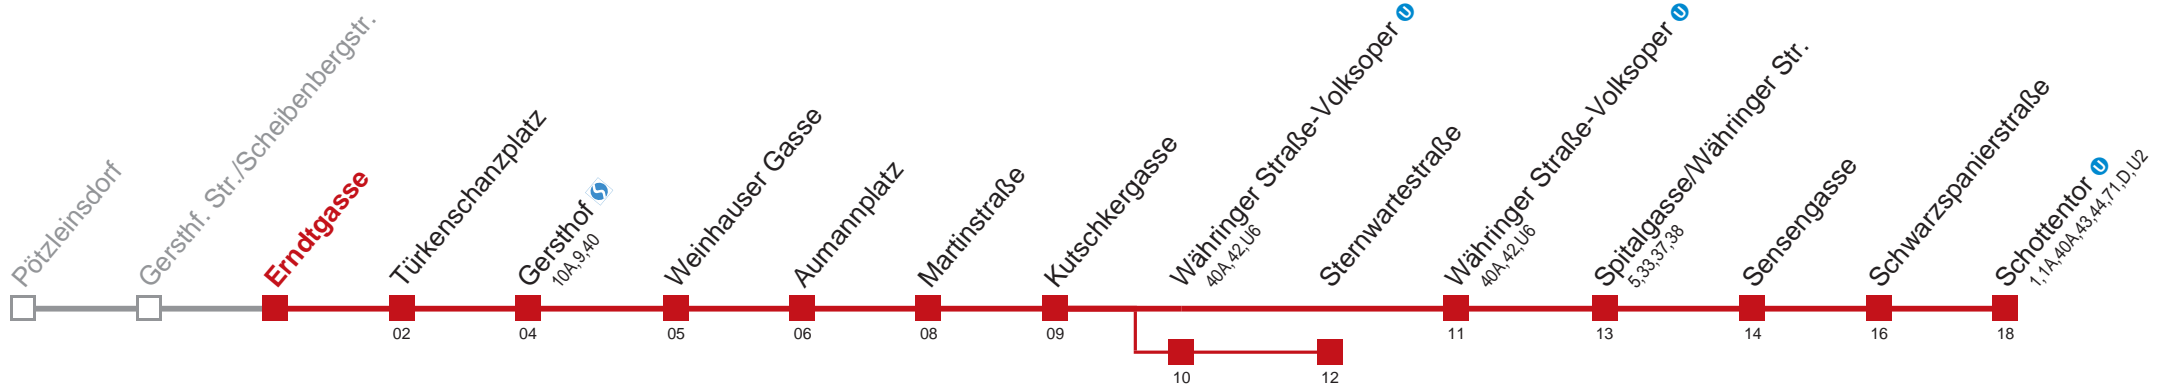 Pötzleinsdorf
Gersthf. Str./Scheibenbergstr.
Erndtgasse
Türkenschanzplatz
02
Gersthof S
10A,9,40
04
Weinhauser Gasse
05
Aumannplatz
06
Martinstraße
08
Kutschkergasse
09
Währinger Straße-Volksoper U
40A,42,U6
10
Sternwartestraße
12
Währinger Straße-Volksoper U
40A,42,U6
11
Spitalgasse/Währinger Str.
5,33,37,38
13
Sensengasse
14
Schwarzspanierstraße
16
Schottentor U
1,1A,40A,43,44,71,D,U2
18